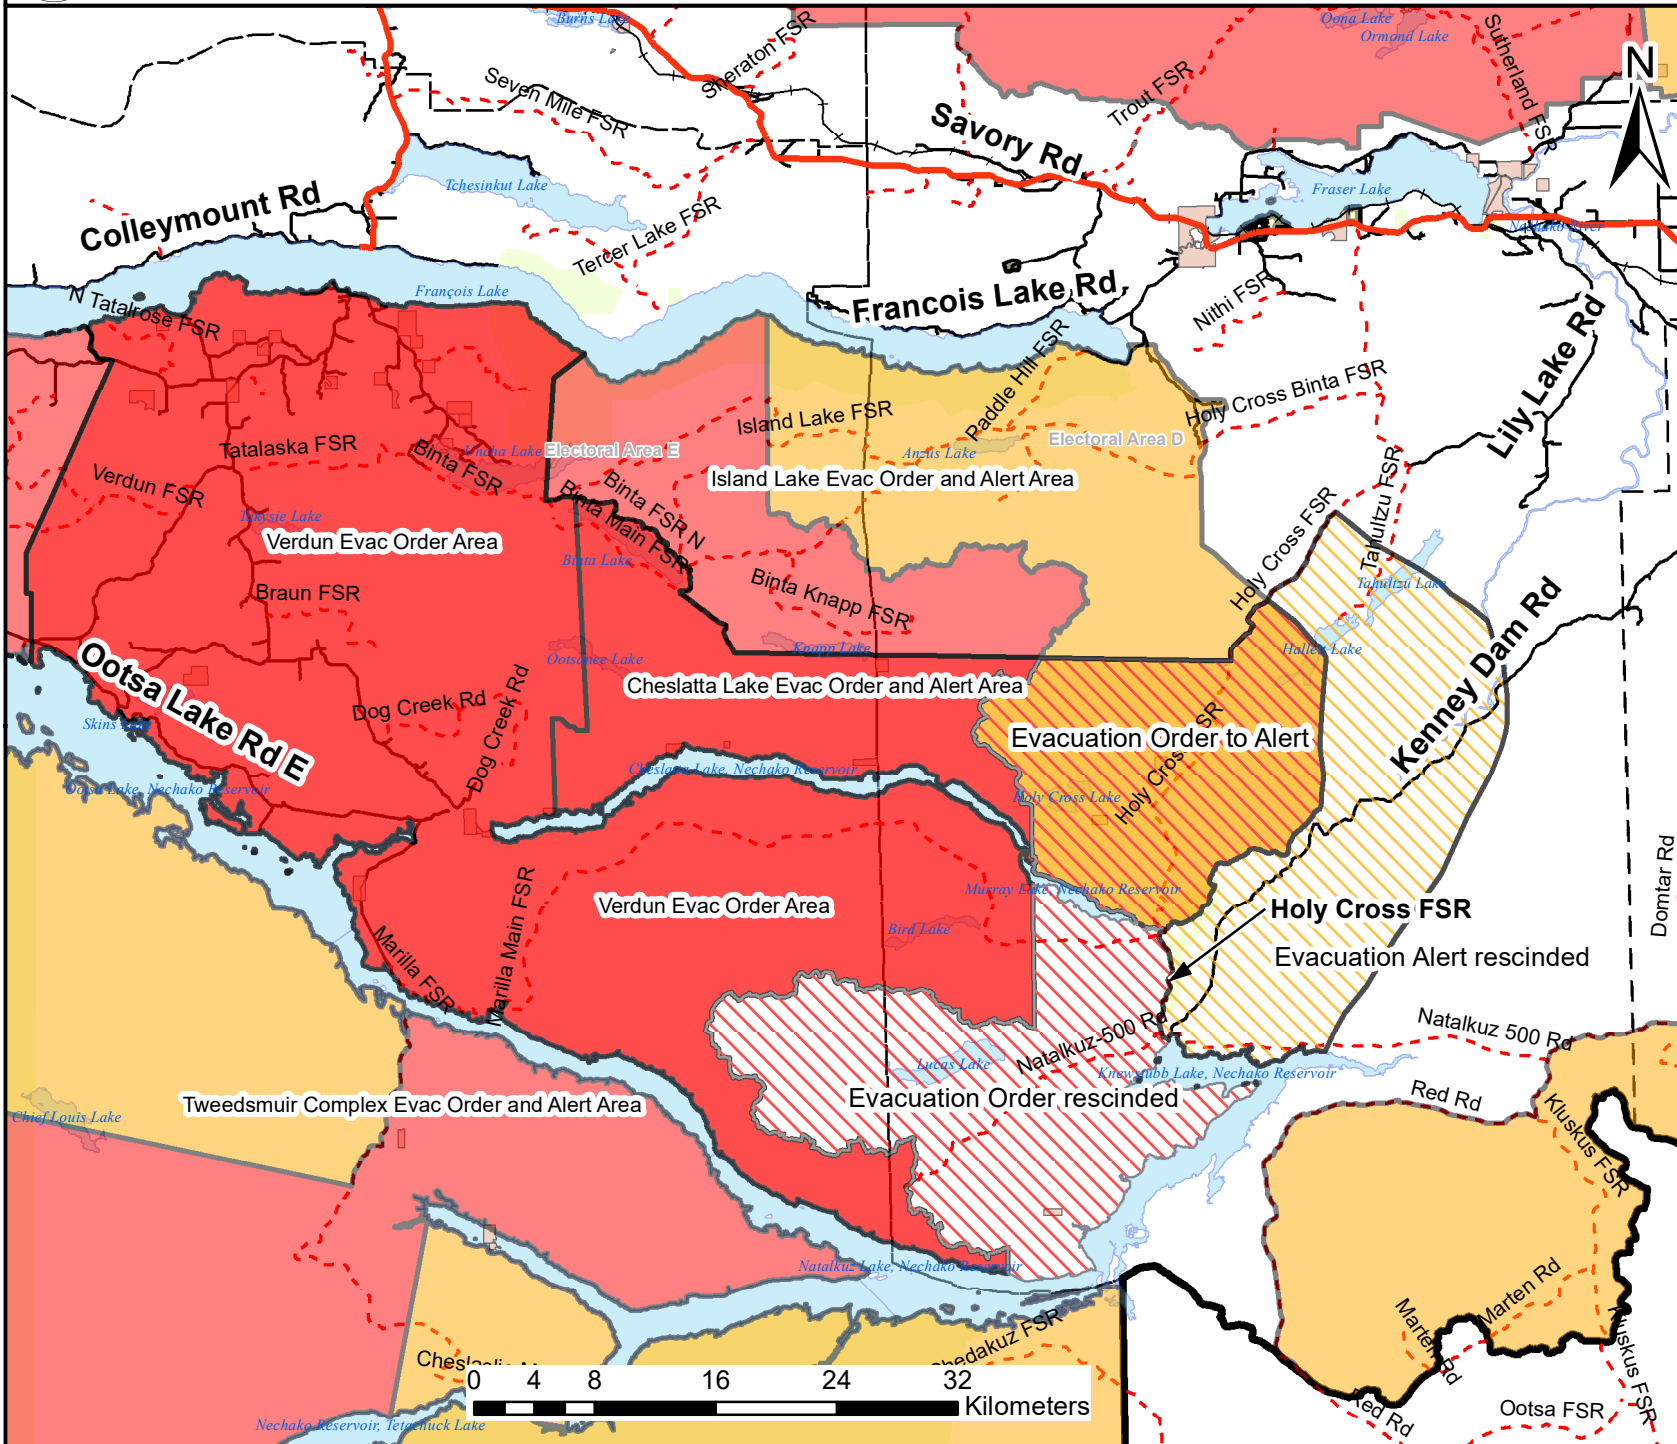 Burns Lake
Oona Lake
Ormond Lake
Sutherland FSR
Sheraton FSR
Seven Mile FSR
Trout FSR
N
Savory Rd
Colleymount Rd
Tchesinkut Lake
Fraser Lake
Nechako River
Tercer Lake FSR
N Tatalrose FSR
François Lake
Francois Lake Rd
Nithi FSR
Paddle Hill FSR
Lily Lake Rd
Holy Cross Binta FSR
Island Lake FSR
Tatalaska FSR
Binta FSR
Uncha Lake
Electoral Area E
Electoral Area D
Anzus Lake
Verdun FSR
Island Lake Evac Order and Alert Area
Binta FSR N
Binta Main FSR
Takysie Lake
Verdun Evac Order Area
Binta Lake
Holy Cross FSR
Tahultzu FSR
Tahultzu Lake
Braun FSR
Binta Knapp FSR
Knapp Lake
Hallett Lake
Kenney Dam Rd
Ootsa Lake Rd E
Ootsanee Lake
Cheslatta Lake Evac Order and Alert Area
Dog Creek Rd
Dog Creek Rd
Skins Lake
Evacuation Order to Alert
Holy Cross FSR
Cheslatta Lake, Nechako Reservoir
Ootsa Lake, Nechako Reservoir
Holy Cross Lake
Domtar Rd
Murray Lake, Nechako Reservoir
Verdun Evac Order Area
Holy Cross FSR
Bird Lake
Evacuation Alert rescinded
Marilla FSR
Marilla Main FSR
Natalkuz-500 Rd
Natalkuz 500 Rd
Lucas Lake
Knewstubb Lake, Nechako Reservoir
Evacuation Order rescinded
Red Rd
Kluskus FSR
Tweedsmuir Complex Evac Order and Alert Area
Chief Louis Lake
Natalkuz Lake, Nechako Reservoir
Marten Rd
Marten Rd
Kluskus FSR
Chedakuz FSR
0 4 8 16 24 32
Kilometers
Red Rd
Ootsa FSR
Nechako Reservoir, Tetachuck Lake